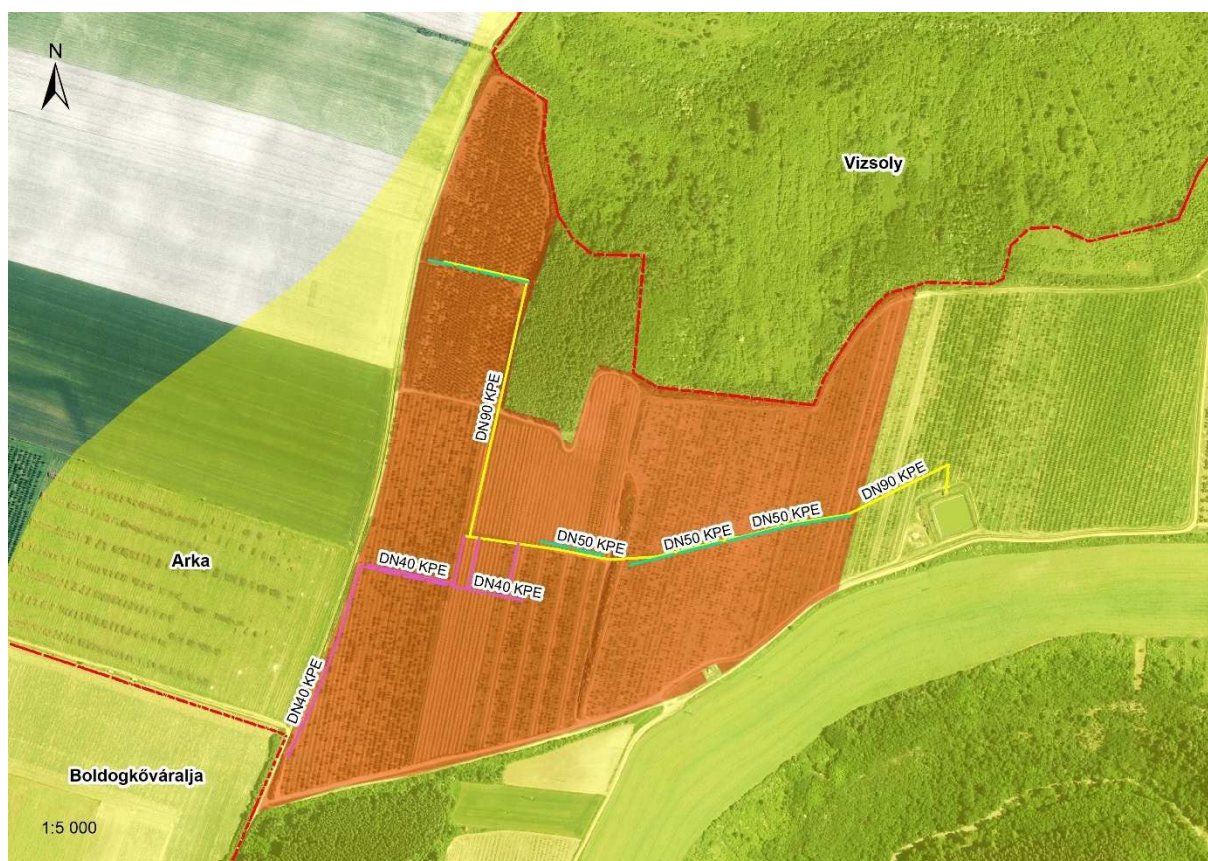 N
Vizsoly
DN90 KPE
DN90 KPE
DN50 KPE
DN50 KPE
DN50 KPE
Arka
DN40 KPE
DN40 KPE
DN40 KPE
Boldogkőváralja
1:5 000